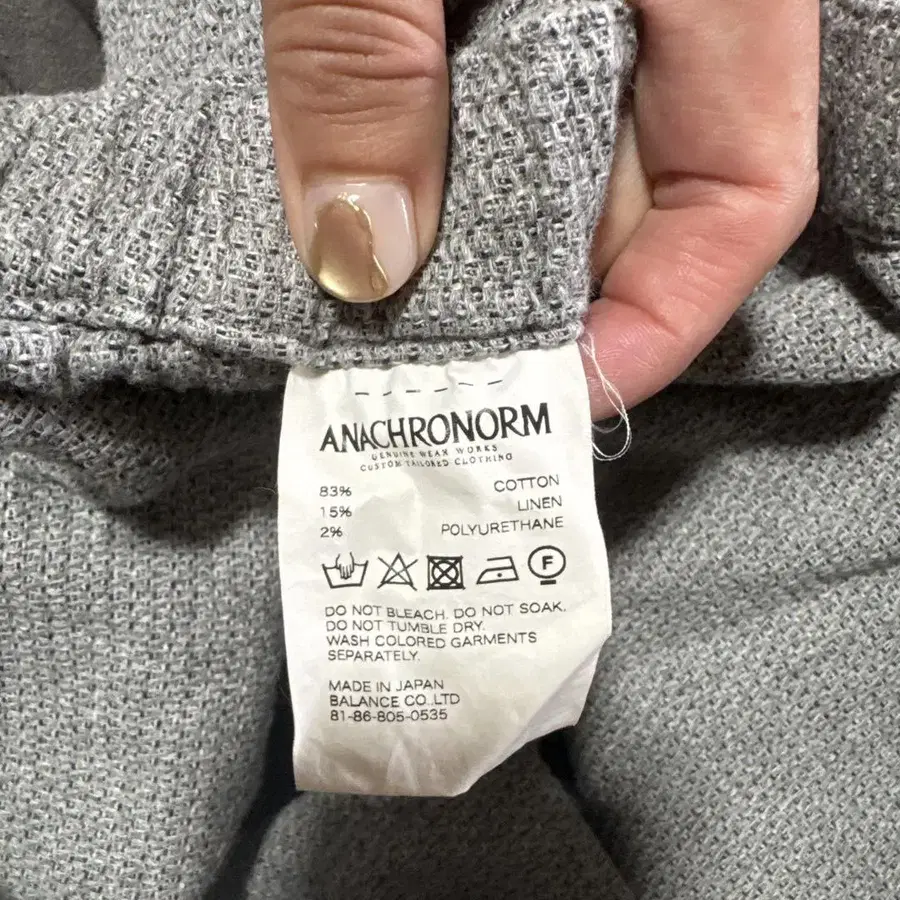 ANACHRONORM
GENUINE WEAR WORKS
CUSTOM TAILORED CLOTHING
83% COTTON
15% LINEN
2% POLYURETHANE
F
DO NOT BLEACH. DO NOT SOAK.
DO NOT TUMBLE DRY.
WASH COLORED GARMENTS
SEPARATELY.
MADE IN JAPAN
BALANCE CO.,LTD
81-86-805-0535